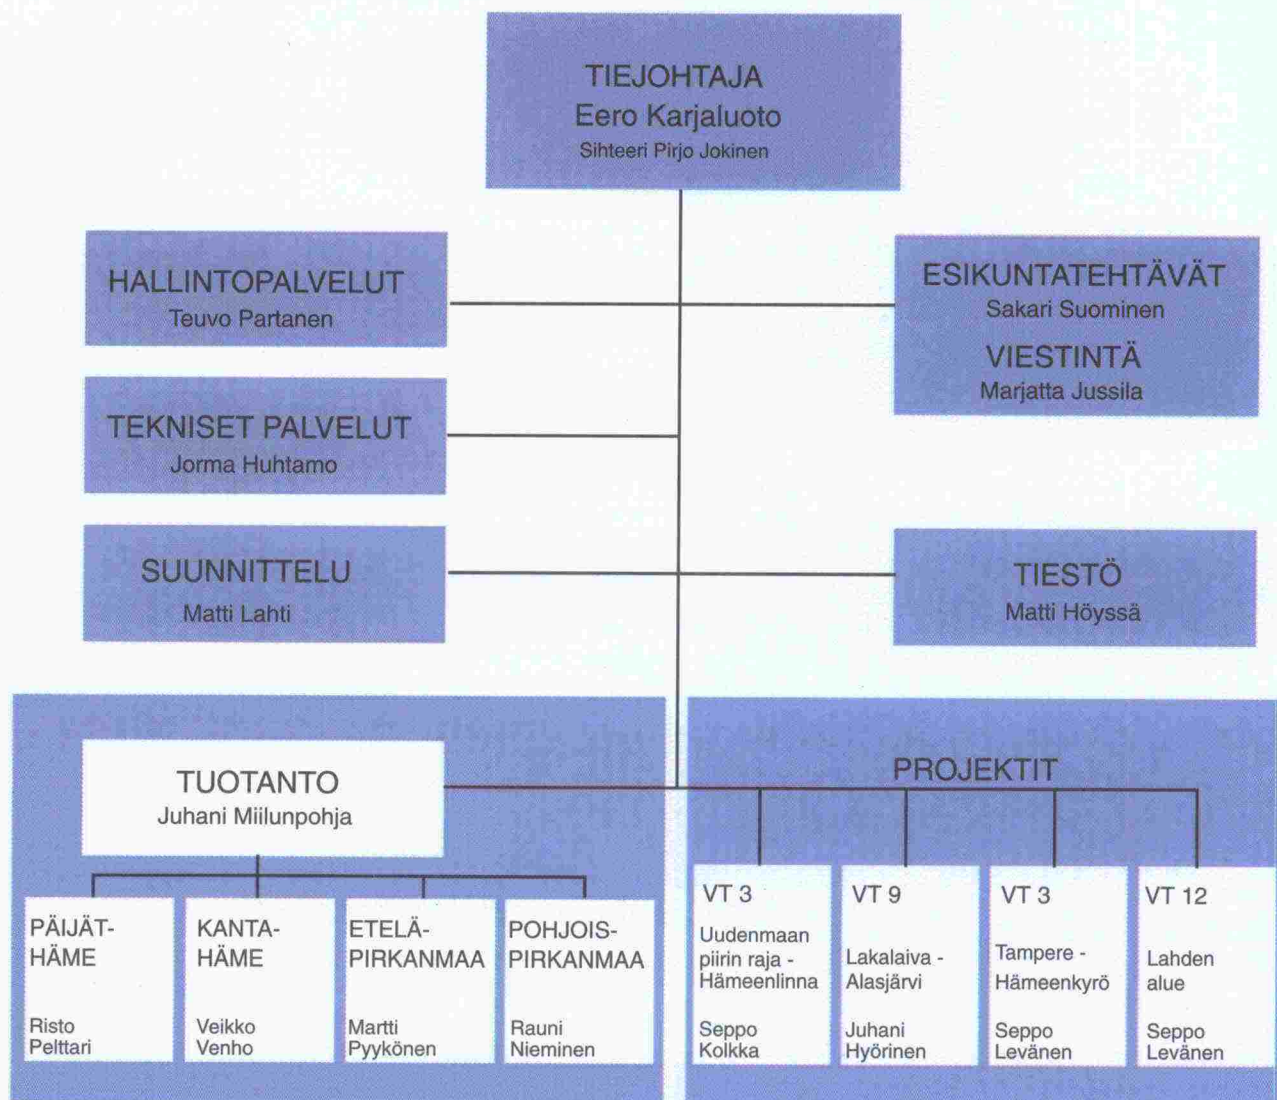 TIEJOHTAJA
Eero Karjaluoto
Sihteeri Pirjo Jokinen
HALLINTOPALVELUT
Teuvo Partanen
ESIKUNTATEHTÄVÄT
Sakari Suominen
VIESTINTÄ
Marjatta Jussila
TEKNISET PALVELUT
Jorma Huhtamo
SUUNNITTELU
Matti Lahti
TIESTÖ
Matti Höyssä
TUOTANTO
Juhani Miilunpohja
PÄIJÄT-
HÄME
Risto
Pelttari
KANTA-
HÄME
Veikko
Venho
ETELÄ-
PIRKANMAA
Martti
Pyykönen
POHJOIS-
PIRKANMAA
Rauni
Nieminen
PROJEKTIT
VT 3
Uudenmaan
piirin raja -
Hämeenlinna
Seppo
Kolkka
VT 9
Lakalaiva -
Alasjärvi
Juhani
Hyörinen
VT 3
Tampere -
Hämeenkyrö
Seppo
Levänen
VT 12
Lahden
alue
Seppo
Levänen